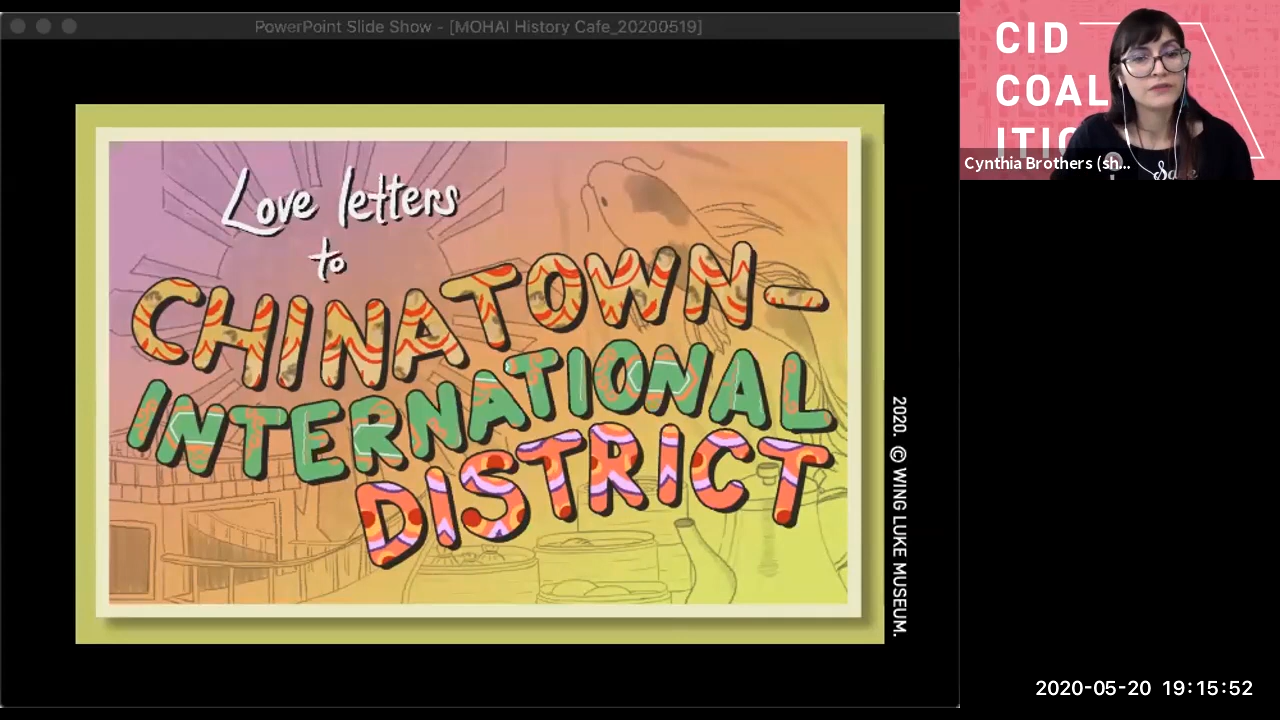 PowerPoint Slide Show - [MOHAI History Cafe_20200519]
Love letters
to
CHINATOWN-
INTERNATIONAL
DISTRICT
2020. © WING LUKE MUSEUM.
CID
COAL
ITIO
Cynthia Brothers (sh...
2020-05-20 19:15:52